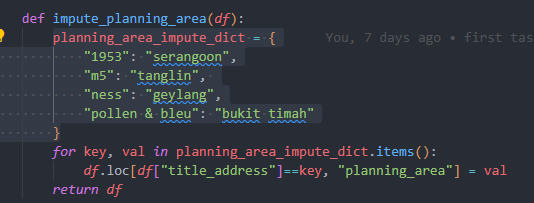 def impute_planning_area(df):
    planning_area_impute_dict = {
        "1953": "serangoon",
        "m5": "tanglin",
        "ness": "geylang",
        "pollen & bleu": "bukit timah"
    }
    for key, val in planning_area_impute_dict.items():
        df.loc[df["title_address"]==key, "planning_area"] = val
    return df
You, 7 days ago • first tas